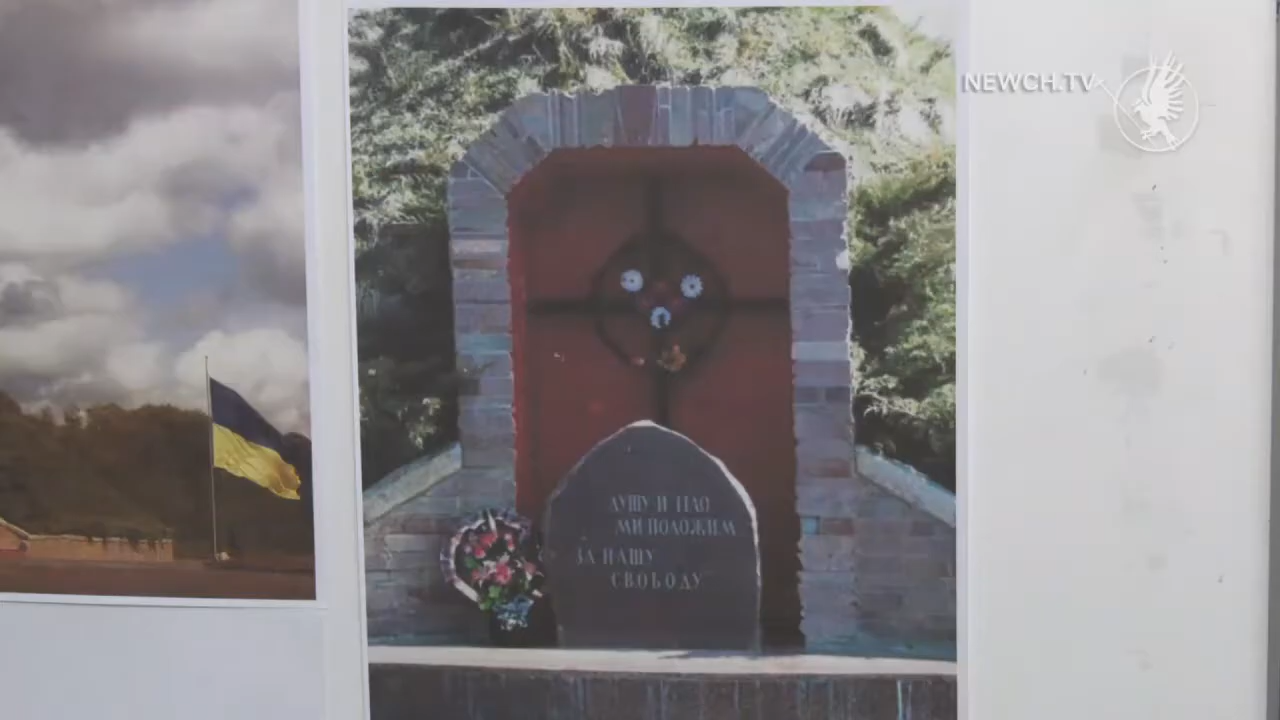 NEWCH.TV
ДУШУ Й ТІЛО
МИ ПОЛОЖИМ
ЗА НАШУ
СВОБОДУ